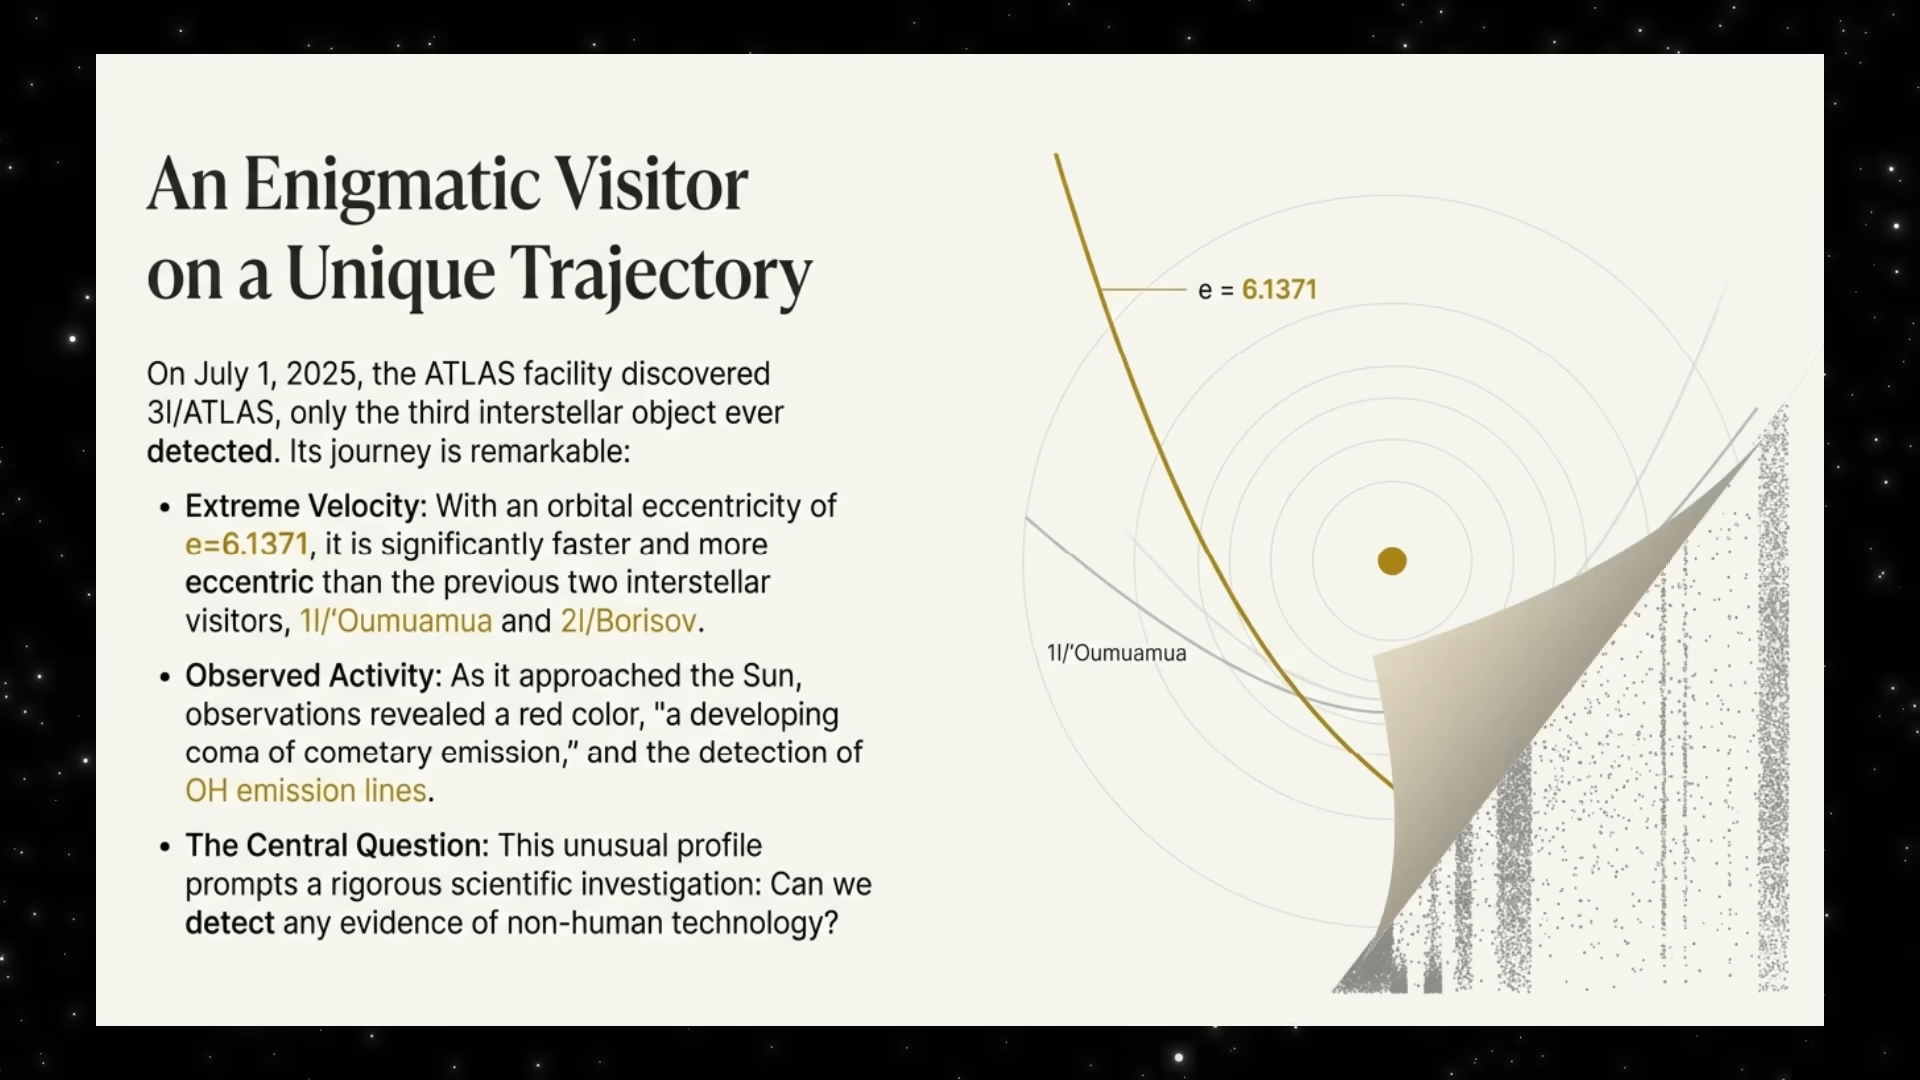 An Enigmatic Visitor
on a Unique Trajectory
On July 1, 2025, the ATLAS facility discovered
3I/ATLAS, only the third interstellar object ever
detected. Its journey is remarkable:
• Extreme Velocity: With an orbital eccentricity of
e=6.1371, it is significantly faster and more
eccentric than the previous two interstellar
visitors, 1I/‘Oumuamua and 2I/Borisov.
• Observed Activity: As it approached the Sun,
observations revealed a red color, "a developing
coma of cometary emission,” and the detection of
OH emission lines.
• The Central Question: This unusual profile
prompts a rigorous scientific investigation: Can we
detect any evidence of non-human technology?
e = 6.1371
1I/‘Oumuamua